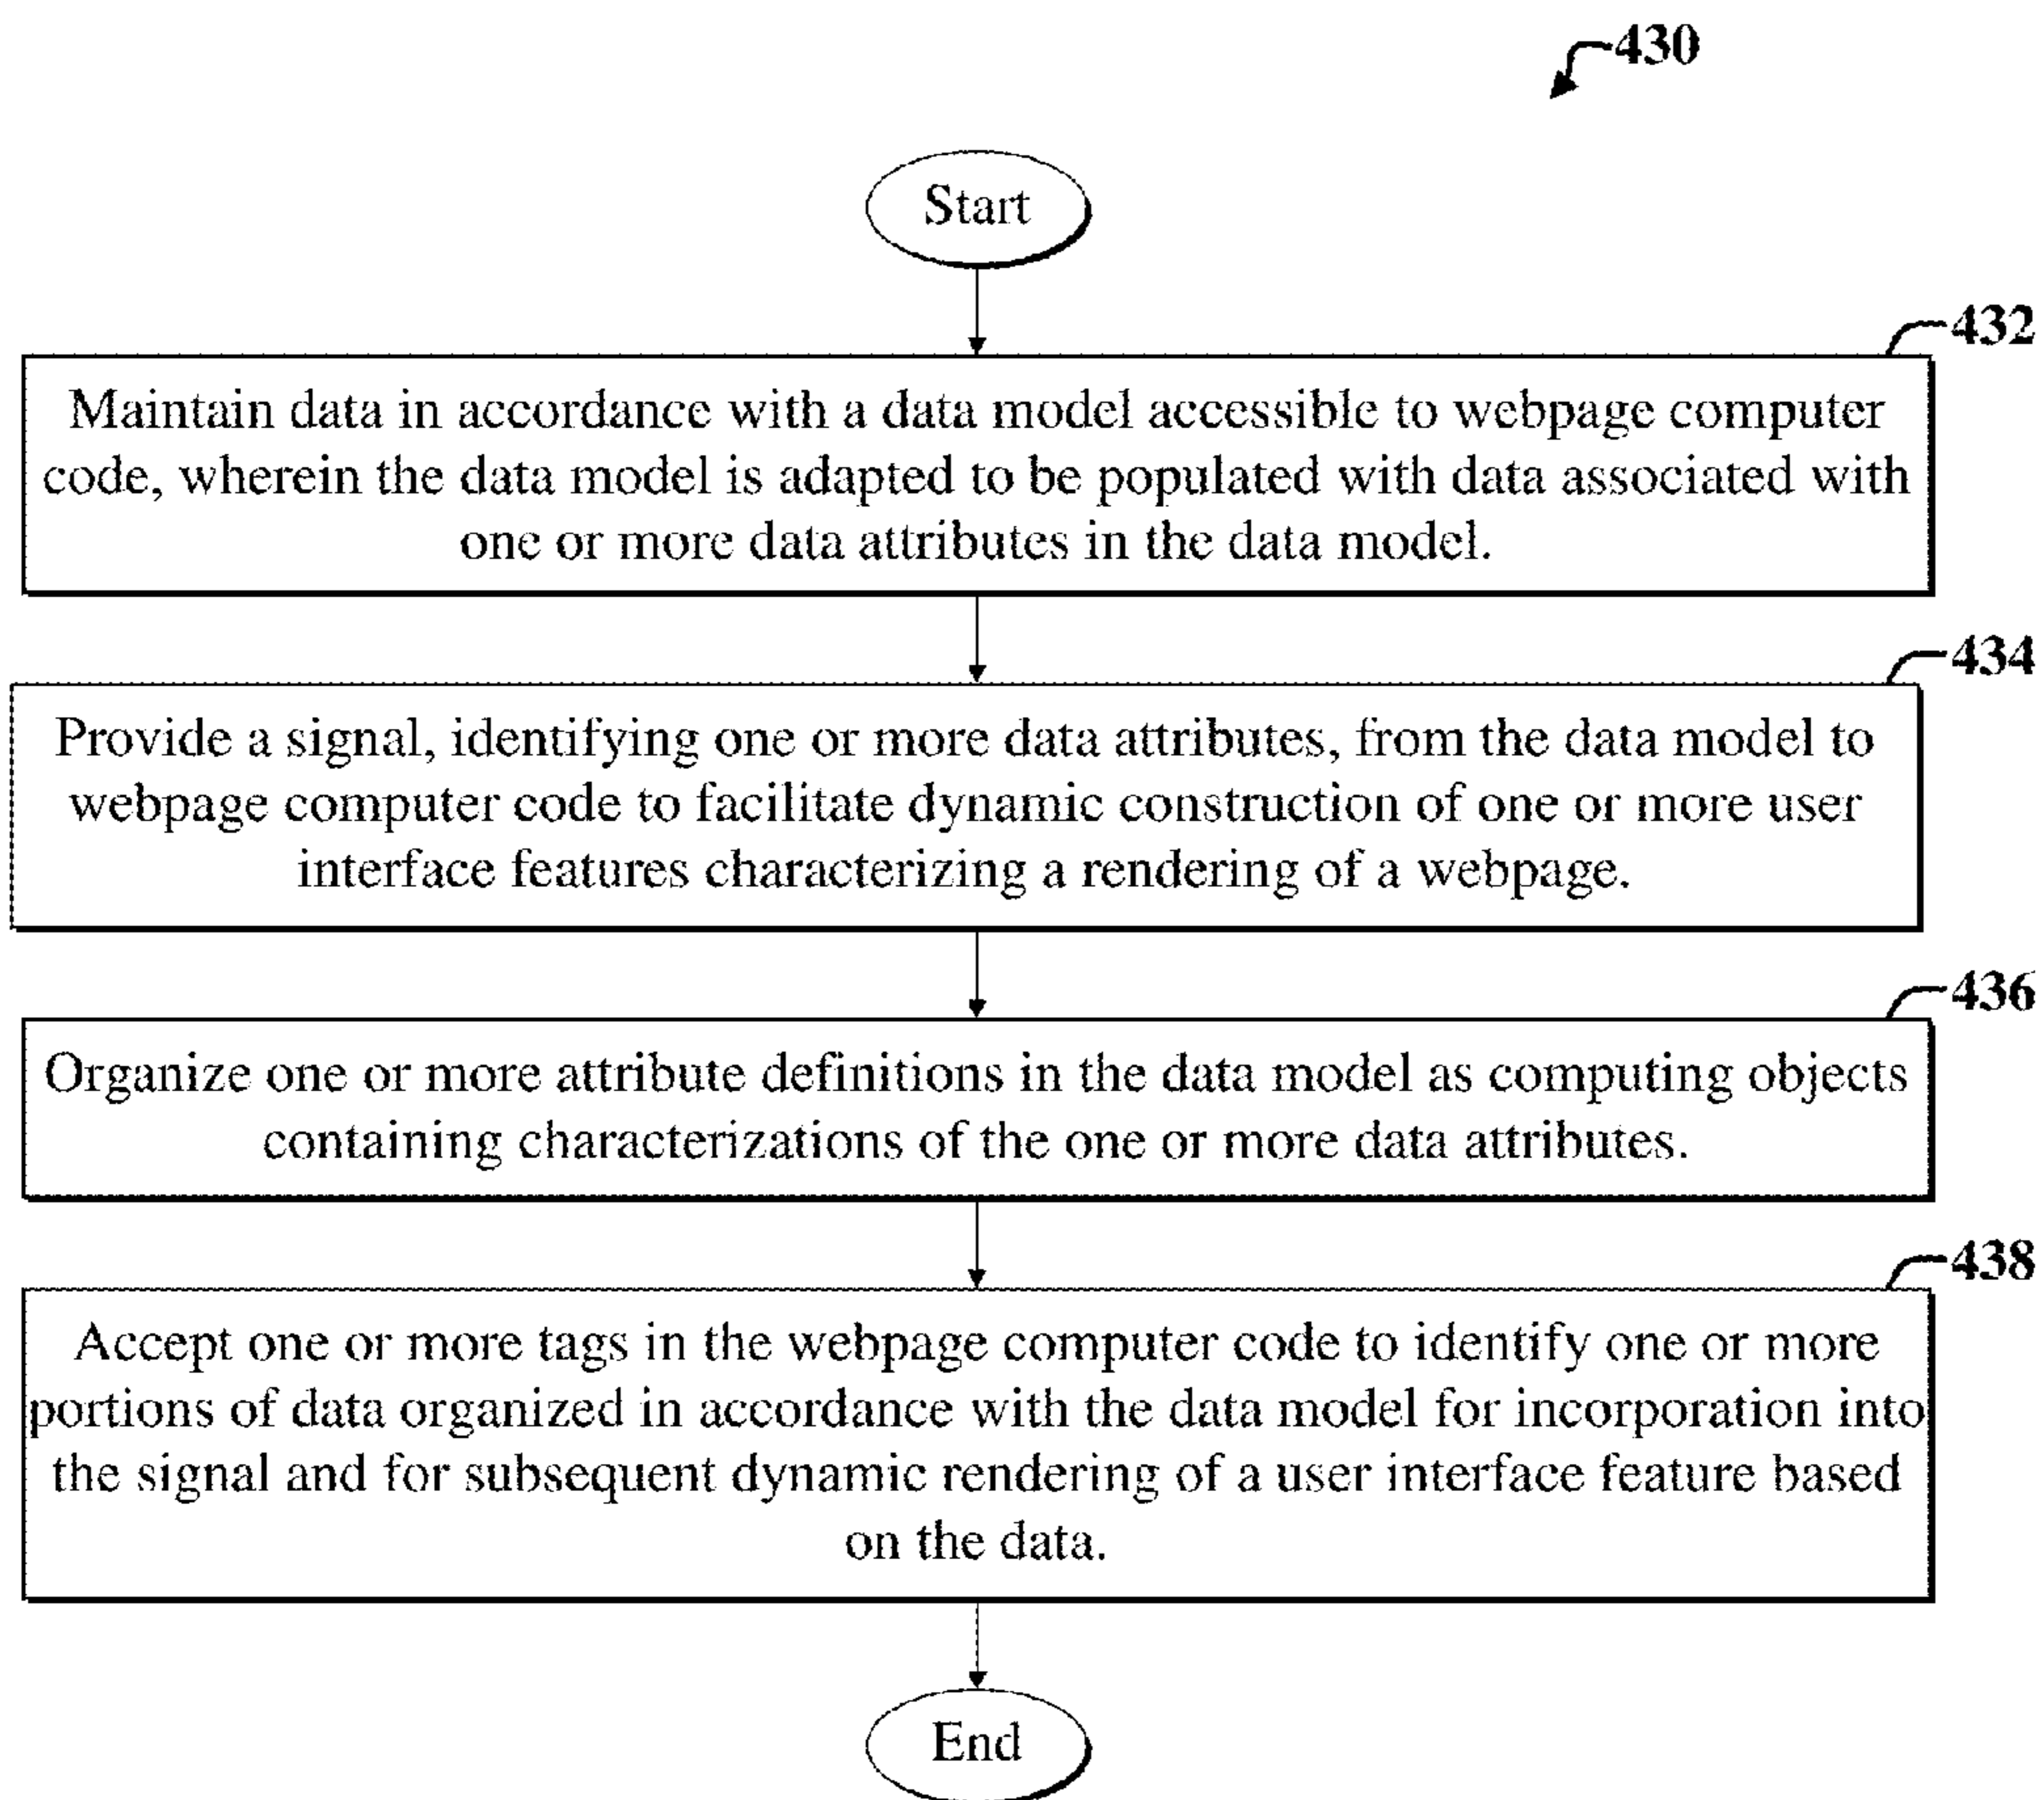 430
Start
432
Maintain data in accordance with a data model accessible to webpage computer
code, wherein the data model is adapted to be populated with data associated with
one or more data attributes in the data model.
434
Provide a signal, identifying one or more data attributes, from the data model to
webpage computer code to facilitate dynamic construction of one or more user
interface features characterizing a rendering of a webpage.
436
Organize one or more attribute definitions in the data model as computing objects
containing characterizations of the one or more data attributes.
438
Accept one or more tags in the webpage computer code to identify one or more
portions of data organized in accordance with the data model for incorporation into
the signal and for subsequent dynamic rendering of a user interface feature based
on the data.
End